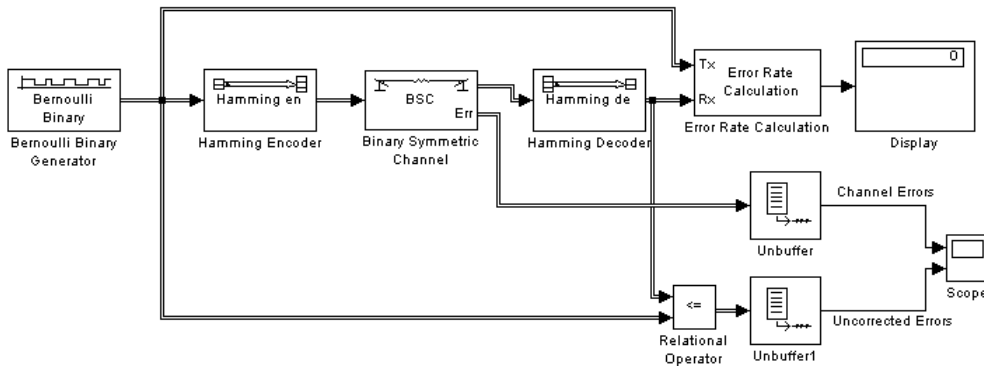 Bernoulli
Binary
Bernoulli Binary
Generator
Hamming en
Hamming Encoder
BSC
Err
Binary Symmetric
Channel
Hamming de
Hamming Decoder
Tx
Rx
Error Rate
Calculation
Error Rate Calculation
0
Display
Unbuffer
Channel Errors
<=
Relational
Operator
Unbuffer1
Uncorrected Errors
Scope